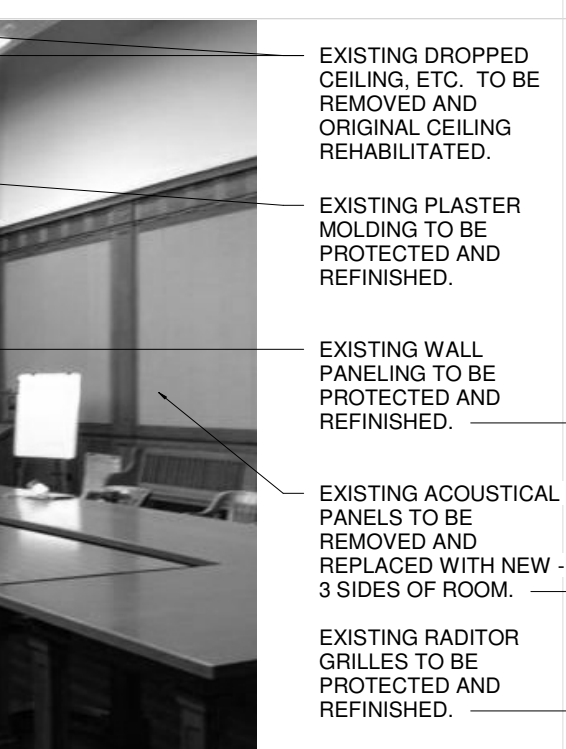 EXISTING DROPPED
CEILING, ETC. TO BE
REMOVED AND
ORIGINAL CEILING
REHABILITATED.
EXISTING PLASTER
MOLDING TO BE
PROTECTED AND
REFINISHED.
EXISTING WALL
PANELING TO BE
PROTECTED AND
REFINISHED.
EXISTING ACOUSTICAL
PANELS TO BE
REMOVED AND
REPLACED WITH NEW -
3 SIDES OF ROOM.
EXISTING RADITOR
GRILLES TO BE
PROTECTED AND
REFINISHED.